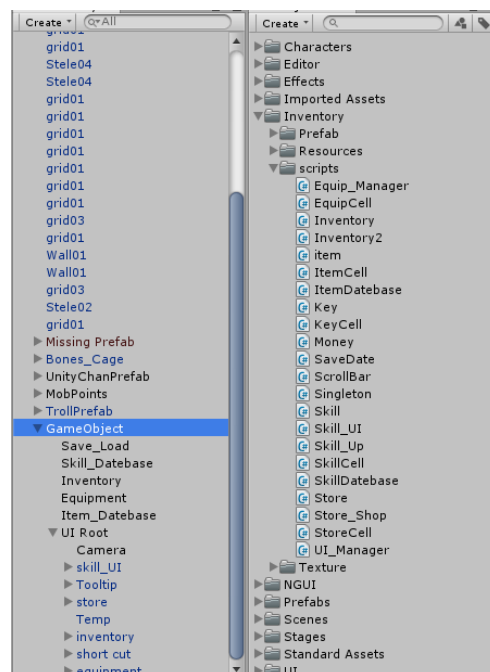 Create
All
grid01
Stele04
Stele04
grid01
grid01
grid01
grid01
grid01
grid01
grid03
grid01
Wall01
Wall01
grid03
Stele02
grid01
Missing Prefab
Bones_Cage
UnityChanPrefab
MobPoints
TrollPrefab
GameObject
Save_Load
Skill_Datebase
Inventory
Equipment
Item_Datebase
UI Root
Camera
skill_UI
Tooltip
store
Temp
inventory
short cut
equipment
Create
Characters
Editor
Effects
Imported Assets
Inventory
Prefab
Resources
scripts
Equip_Manager
EquipCell
Inventory
Inventory2
item
ItemCell
ItemDatebase
Key
KeyCell
Money
SaveDate
ScrollBar
Singleton
Skill
Skill_UI
Skill_Up
SkillCell
SkillDatebase
Store
Store_Shop
StoreCell
UI_Manager
Texture
NGUI
Prefabs
Scenes
Stages
Standard Assets
UI